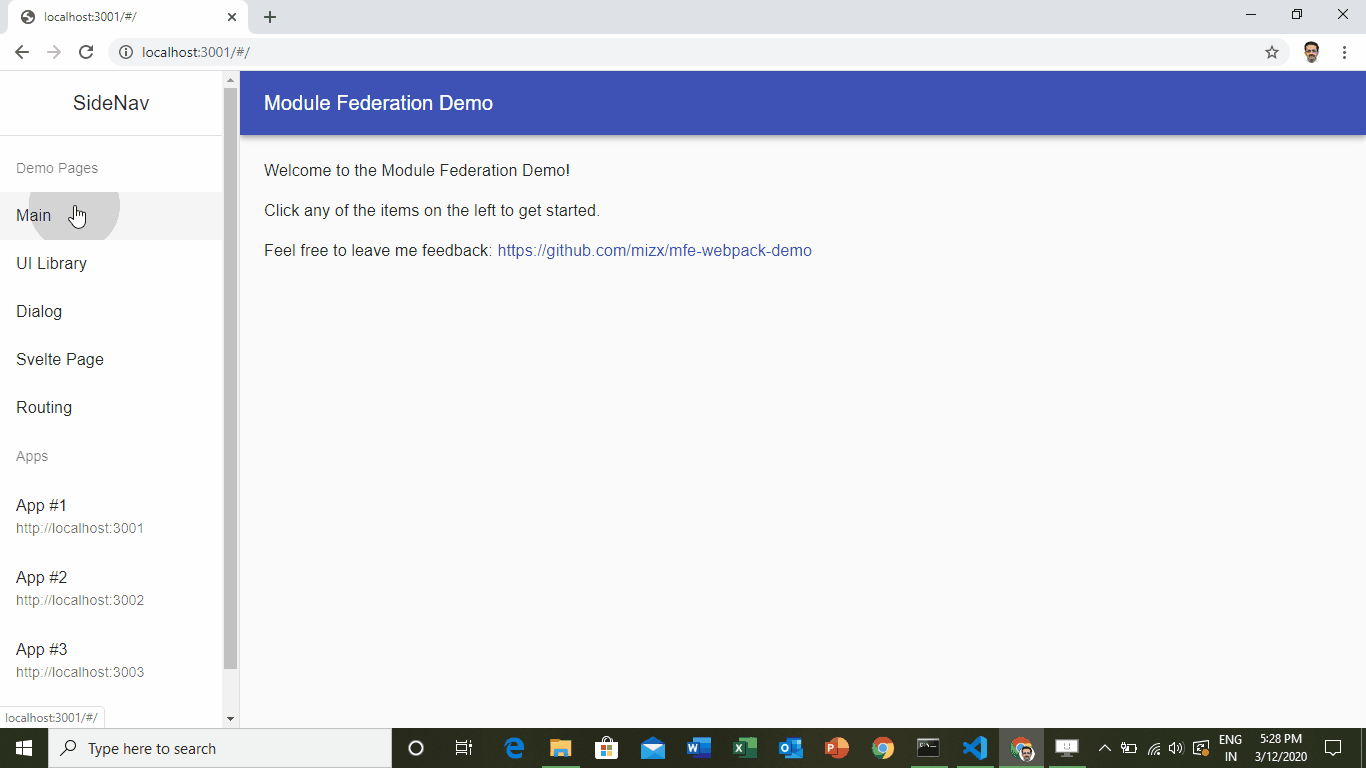 localhost:3001/#/
localhost:3001/#/
SideNav
Demo Pages
Main
UI Library
Dialog
Svelte Page
Routing
Apps
App #1
http://localhost:3001
App #2
http://localhost:3002
App #3
http://localhost:3003
localhost:3001/#/
Module Federation Demo
Welcome to the Module Federation Demo!
Click any of the items on the left to get started.
Feel free to leave me feedback: https://github.com/mizx/mfe-webpack-demo
Type here to search
ENG
IN
5:28 PM
3/12/2020